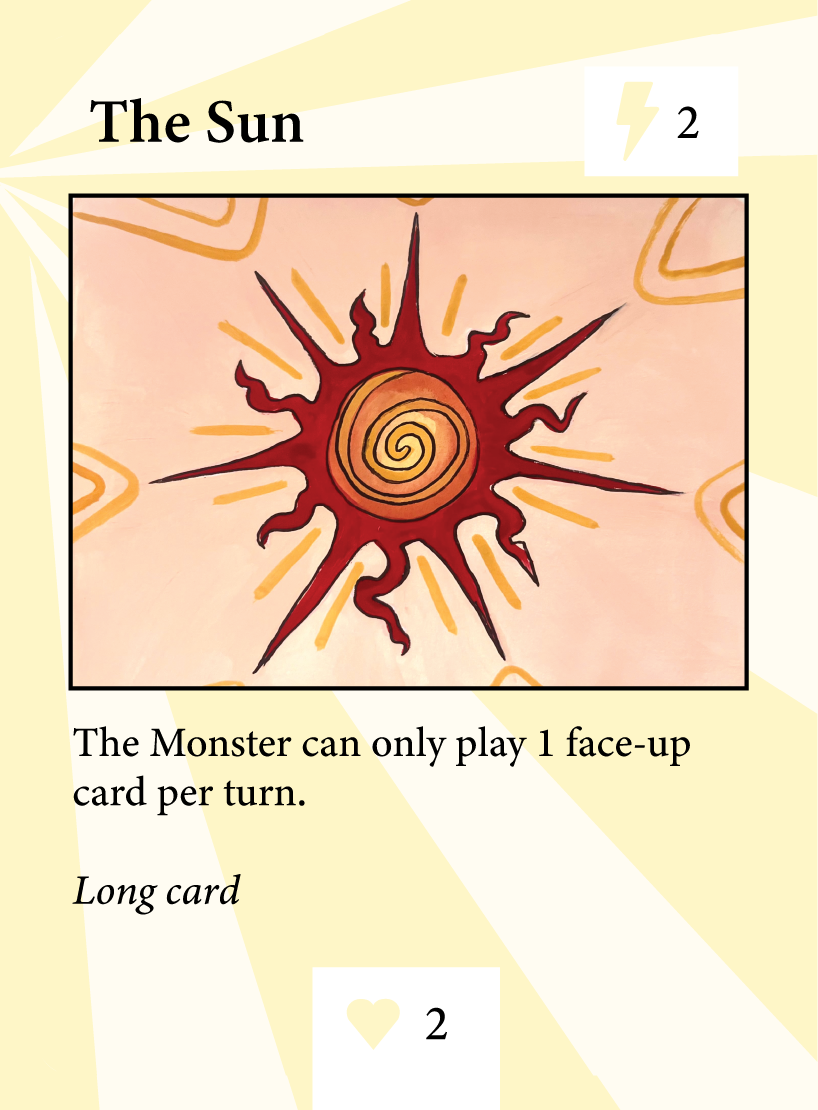 The Sun
2
The Monster can only play 1 face-up
card per turn.
Long card
2